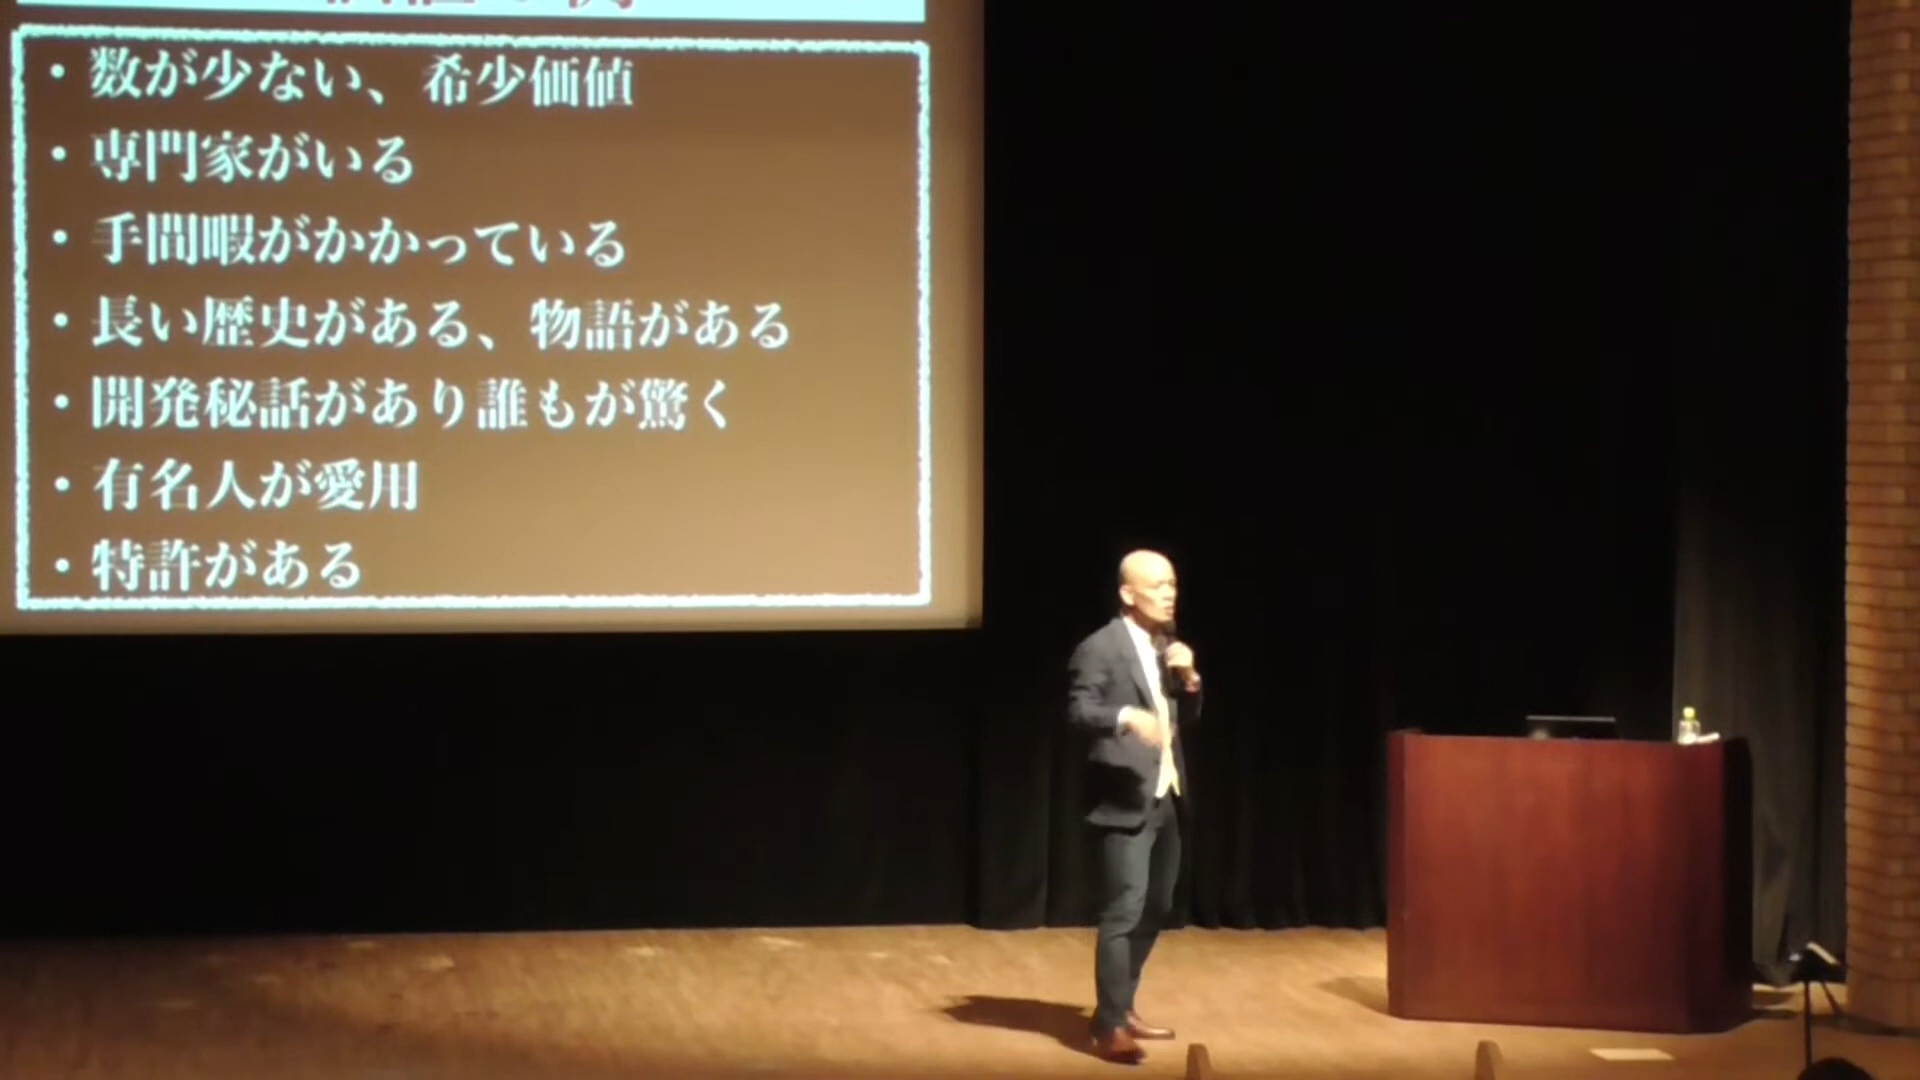 ・数が少ない、希少価値
・専門家がいる
・手間暇がかかっている
・長い歴史がある、物語がある
・開発秘話があり誰もが驚く
・有名人が愛用
・特許がある